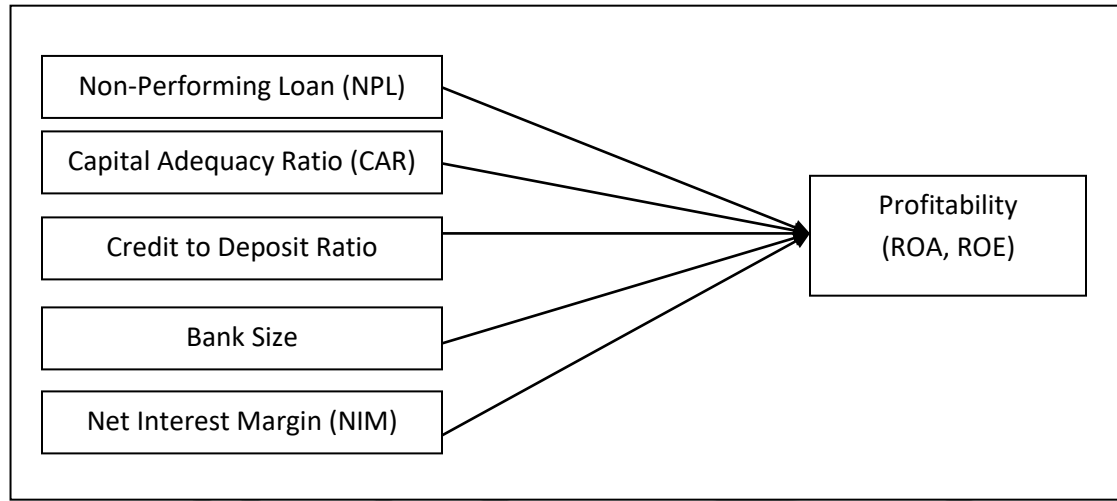 Non-Performing Loan (NPL)
Capital Adequacy Ratio (CAR)
Credit to Deposit Ratio
Bank Size
Net Interest Margin (NIM)
Profitability
(ROA, ROE)